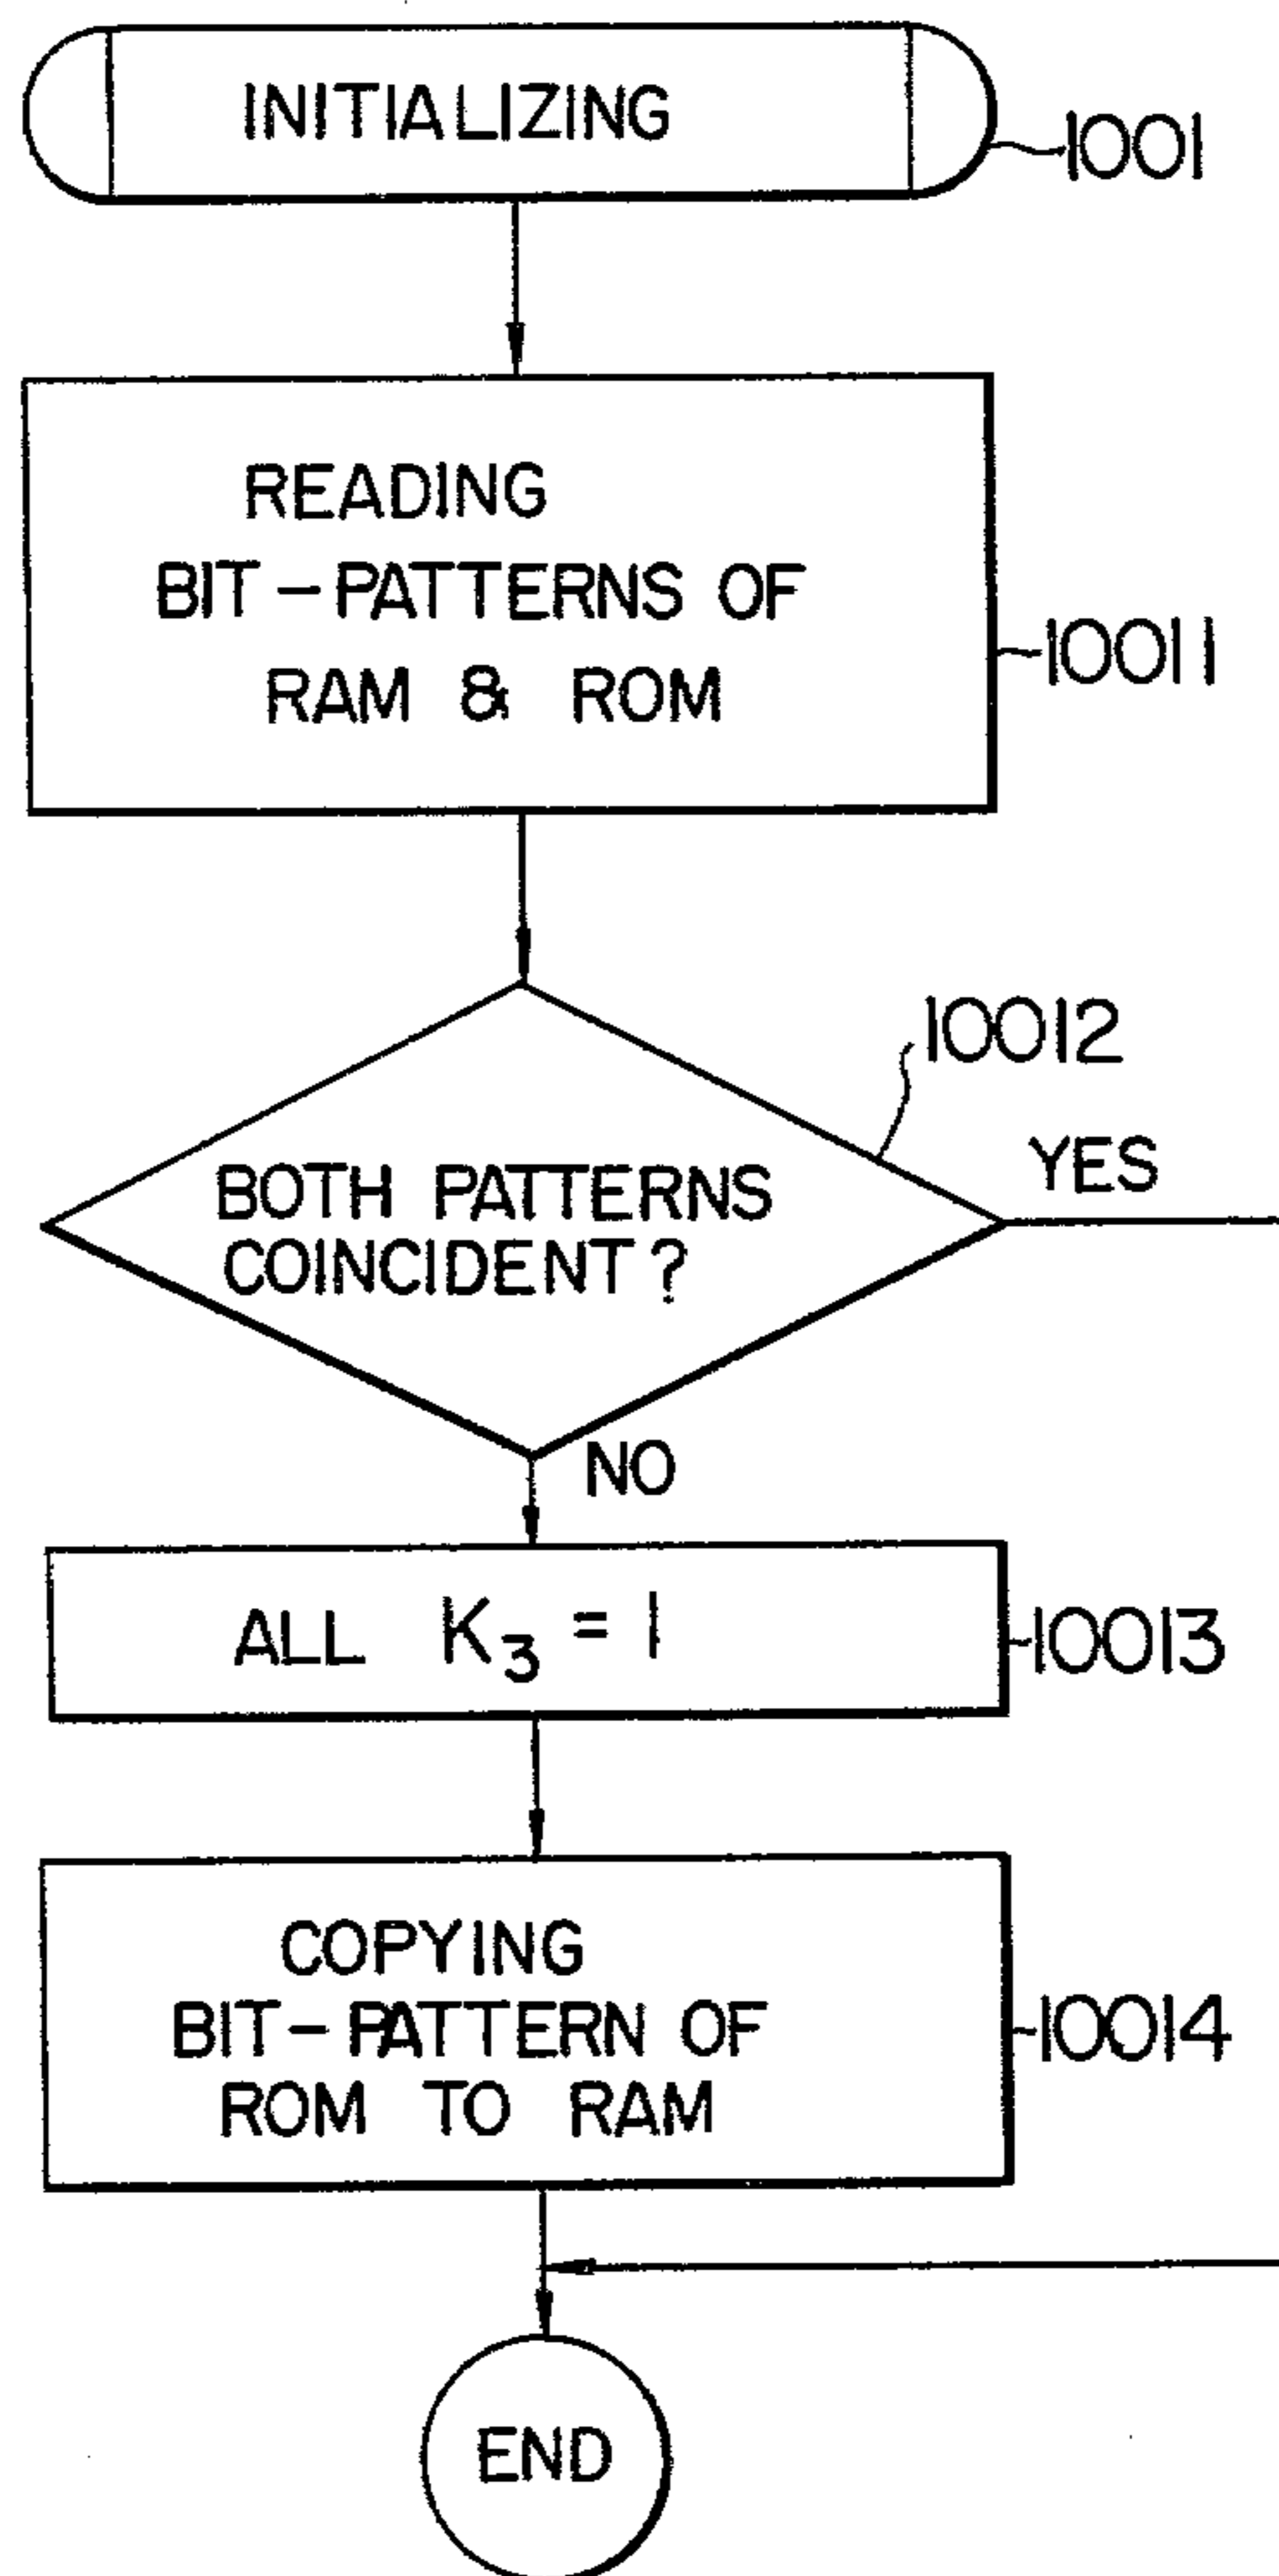 INITIALIZING
1001
READING
BIT-PATTERNS OF
RAM & ROM
10011
10012
YES
BOTH PATTERNS
COINCIDENT?
NO
ALL K₃ = 1
10013
COPYING
BIT-PATTERN OF
ROM TO RAM
10014
END